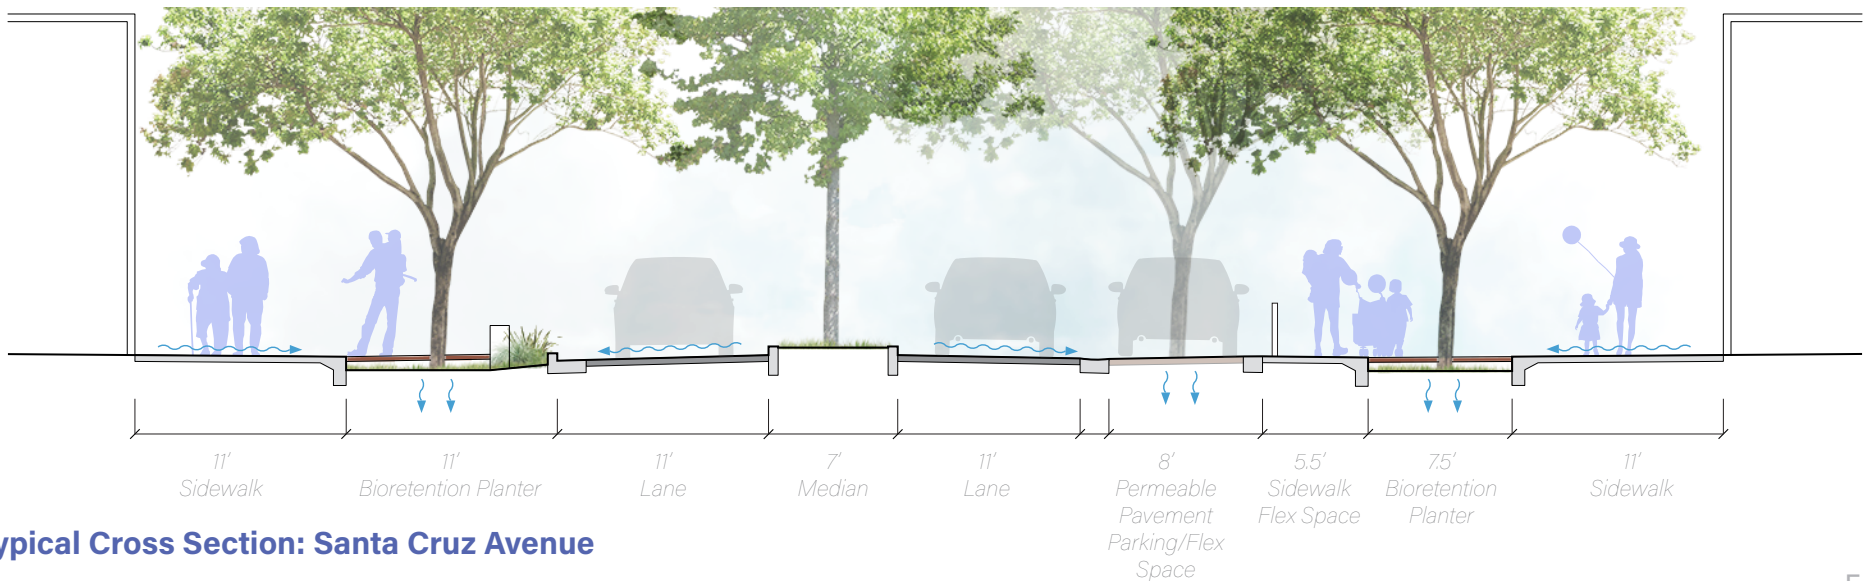 11’
Sidewalk
11’
Bioretention Planter
11’
Lane
7’
Median
11’
Lane
8’
Permeable
Pavement
Parking/Flex
Space
5.5’
Sidewalk
Flex Space
7.5’
Bioretention
Planter
11’
Sidewalk
ypical Cross Section: Santa Cruz Avenue